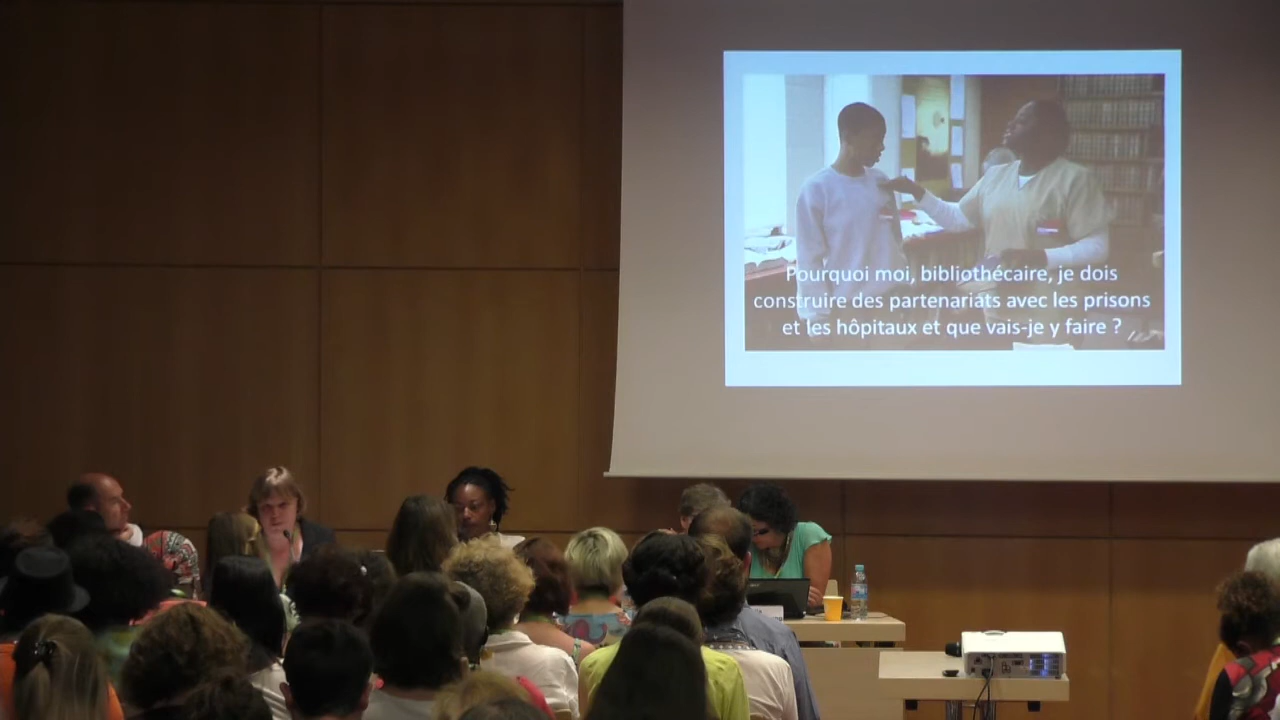 Pourquoi moi, bibliothécaire, je dois
construire des partenariats avec les prisons
et les hôpitaux et que vais-je y faire ?